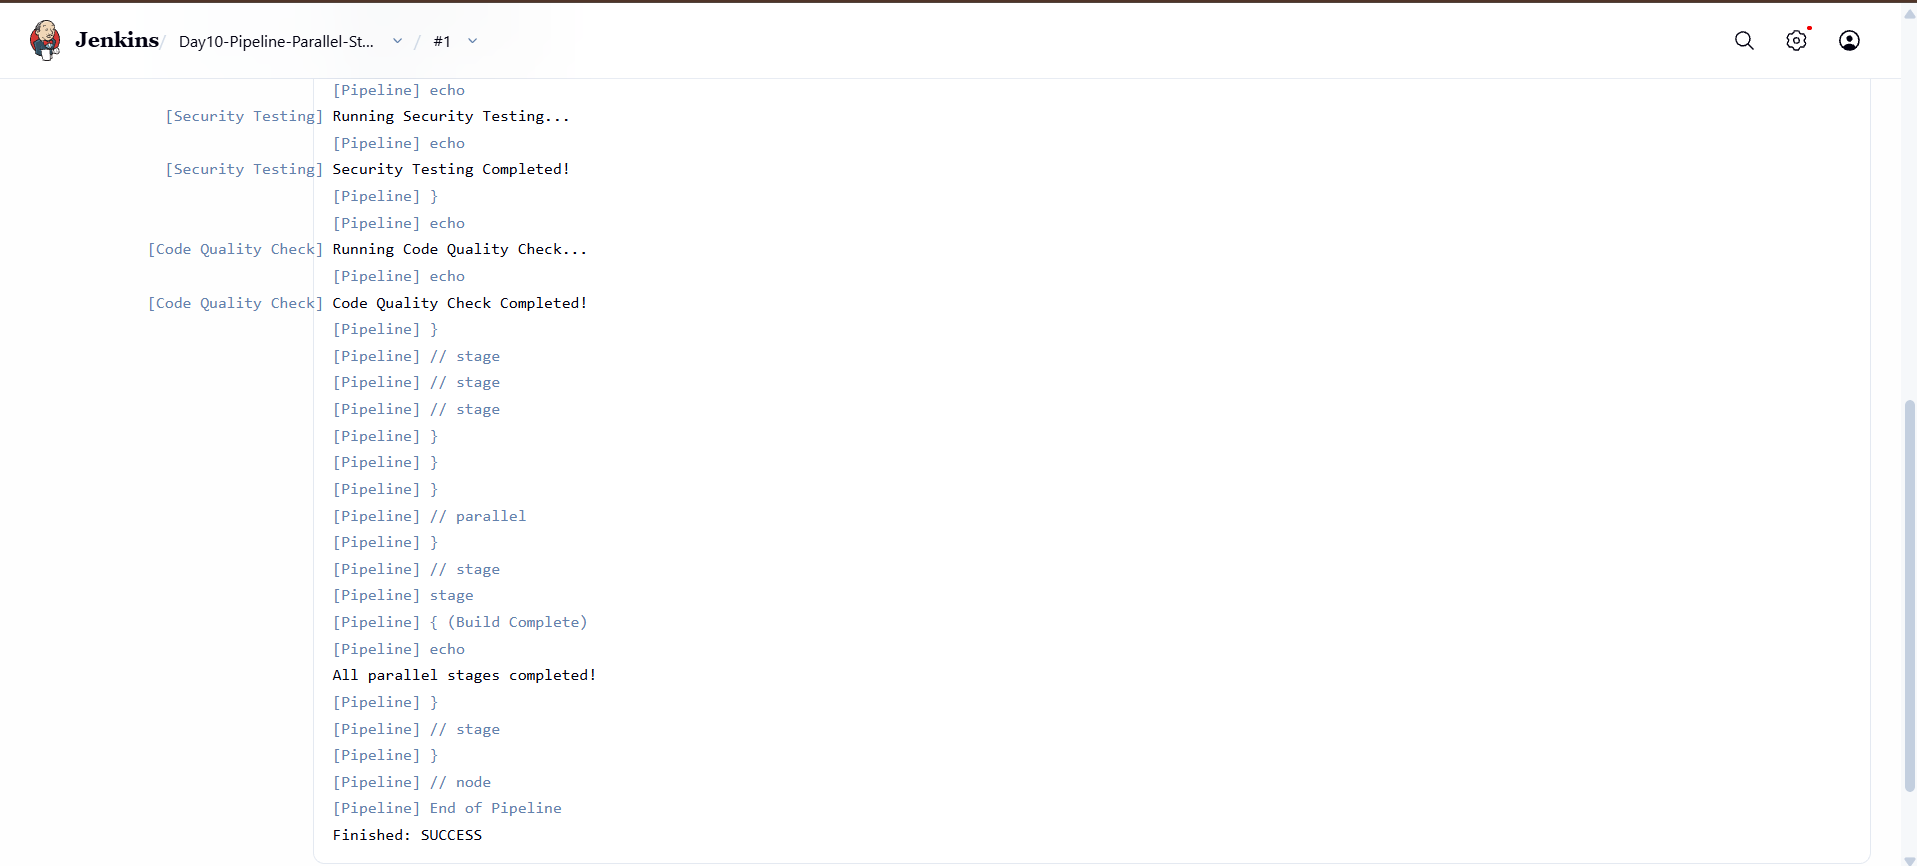 Jenkins / Day10-Pipeline-Parallel-St... / #1
[Pipeline] echo
[Security Testing] Running Security Testing...
[Pipeline] echo
[Security Testing] Security Testing Completed!
[Pipeline] }
[Pipeline] echo
[Code Quality Check] Running Code Quality Check...
[Pipeline] echo
[Code Quality Check] Code Quality Check Completed!
[Pipeline] }
[Pipeline] // stage
[Pipeline] // stage
[Pipeline] // stage
[Pipeline] }
[Pipeline] }
[Pipeline] }
[Pipeline] // parallel
[Pipeline] }
[Pipeline] // stage
[Pipeline] stage
[Pipeline] { (Build Complete)
[Pipeline] echo
All parallel stages completed!
[Pipeline] }
[Pipeline] // stage
[Pipeline] }
[Pipeline] // node
[Pipeline] End of Pipeline
Finished: SUCCESS